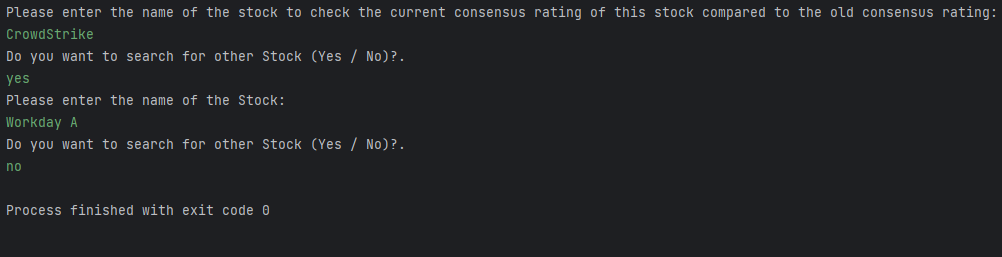 Please enter the name of the stock to check the current consensus rating of this stock compared to the old consensus rating:
CrowdStrike
Do you want to search for other Stock (Yes / No)?.
yes
Please enter the name of the Stock:
Workday A
Do you want to search for other Stock (Yes / No)?.
no
Process finished with exit code 0